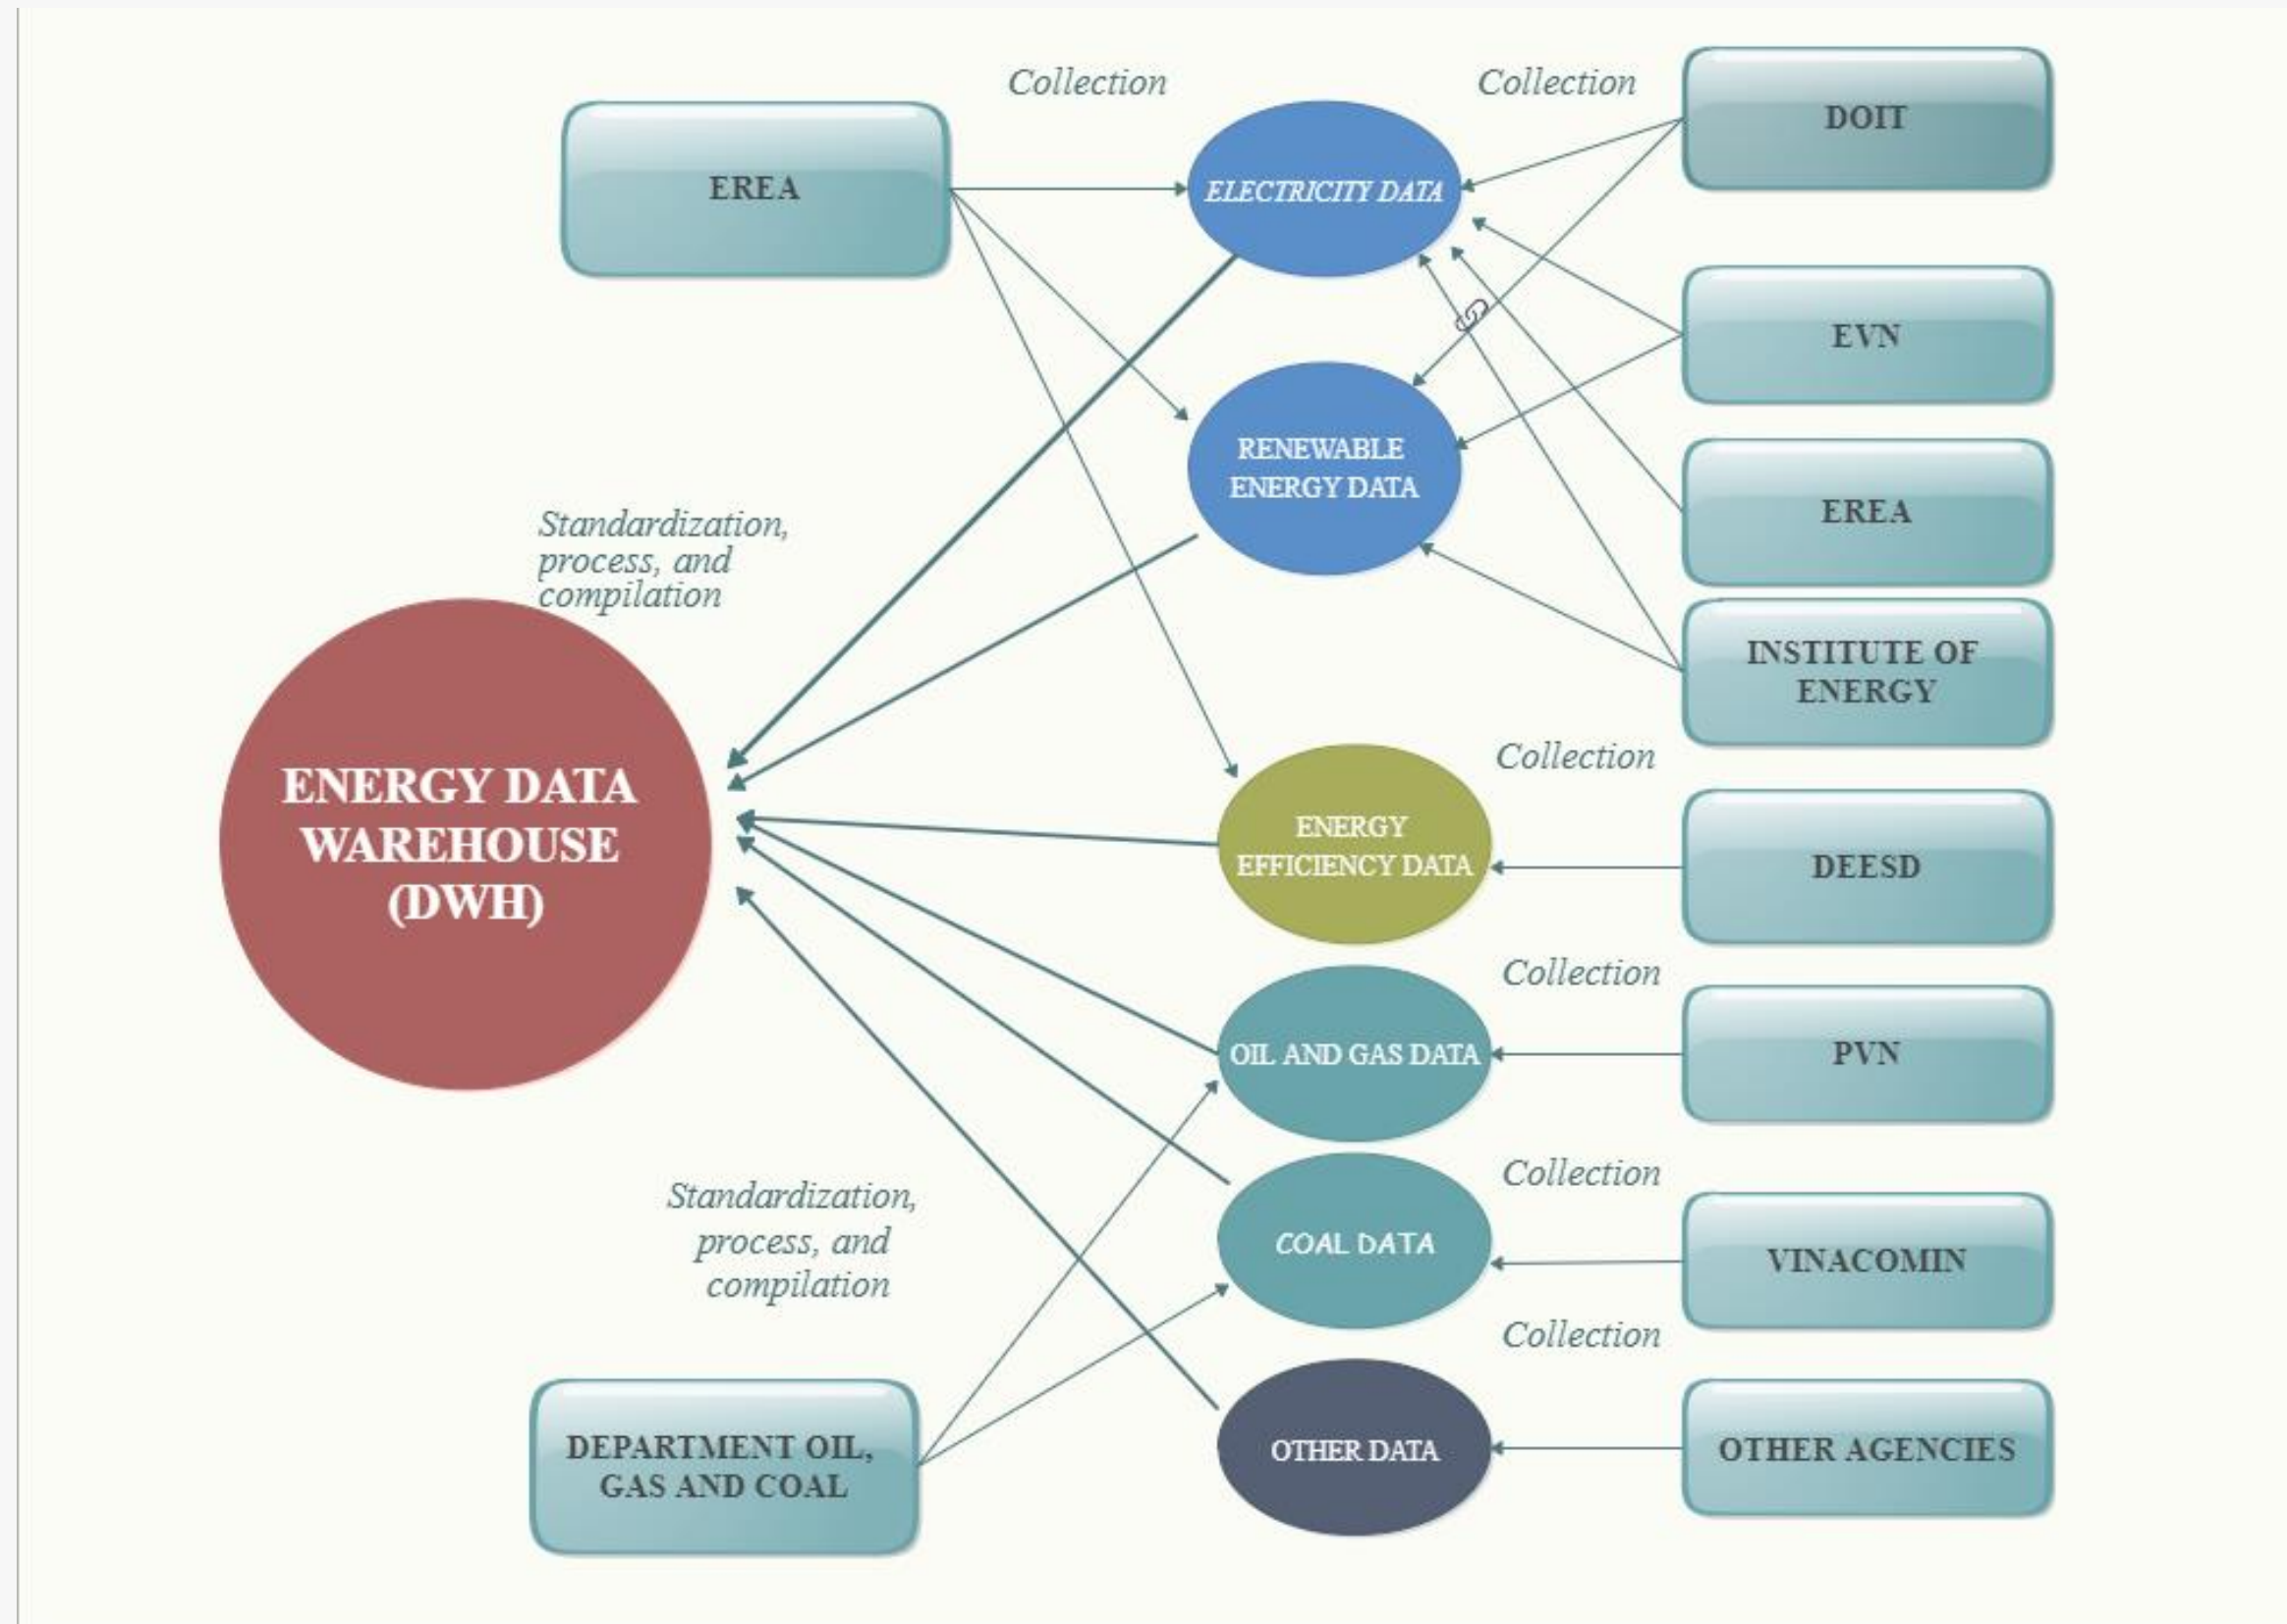 Collection
Collection
DOIT
EREA
ELECTRICITY DATA
EVN
RENEWABLE
ENERGY DATA
EREA
Standardization,
process, and
compilation
INSTITUTE OF
ENERGY
Collection
ENERGY DATA
WAREHOUSE
(DWH)
ENERGY
EFFICIENCY DATA
DEESD
Collection
OIL AND GAS DATA
PVN
Collection
Standardization,
process, and
compilation
COAL DATA
VINACOMIN
Collection
DEPARTMENT OIL,
GAS AND COAL
OTHER DATA
OTHER AGENCIES